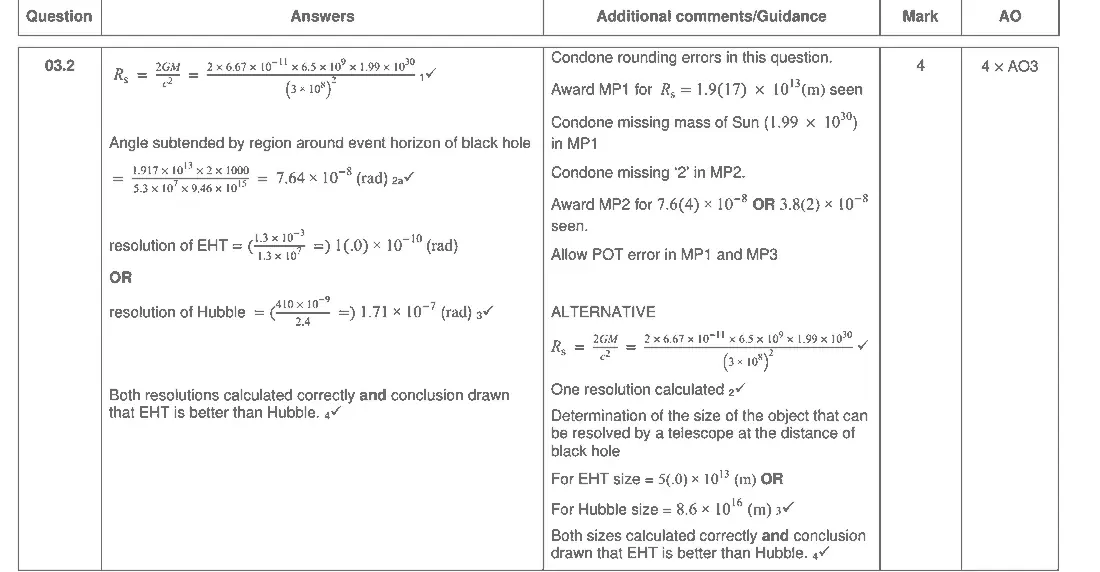 Question Answers Additional comments/Guidance Mark AO
03.2
R_s = 2GM/c² = (2 × 6.67 × 10⁻¹¹ × 6.5 × 10⁹ × 1.99 × 10³⁰)/(3 × 10⁸)² ₁✓
Angle subtended by region around event horizon of black hole
= (1.917 × 10¹³ × 2 × 1000)/(5.3 × 10⁷ × 9.46 × 10¹⁵) = 7.64 × 10⁻⁸ (rad) ₂ₐ✓
resolution of EHT = (1.3 × 10⁻³/1.3 × 10⁷ =) 1(.0) × 10⁻¹⁰ (rad)
OR
resolution of Hubble = (410 × 10⁻⁹/2.4 =) 1.71 × 10⁻⁷ (rad) ₃✓
Both resolutions calculated correctly and conclusion drawn
that EHT is better than Hubble. ₄✓
Condone rounding errors in this question.
Award MP1 for R_s = 1.9(17) × 10¹³(m) seen
Condone missing mass of Sun (1.99 × 10³⁰)
in MP1
Condone missing ‘2’ in MP2.
Award MP2 for 7.6(4) × 10⁻⁸ OR 3.8(2) × 10⁻⁸
seen.
Allow POT error in MP1 and MP3
ALTERNATIVE
R_s = 2GM/c² = (2 × 6.67 × 10⁻¹¹ × 6.5 × 10⁹ × 1.99 × 10³⁰)/(3 × 10⁸)² ✓
One resolution calculated ₂✓
Determination of the size of the object that can
be resolved by a telescope at the distance of
black hole
For EHT size = 5(.0) × 10¹³ (m) OR
For Hubble size = 8.6 × 10¹⁶ (m) ₃✓
Both sizes calculated correctly and conclusion
drawn that EHT is better than Hubble. ₄✓
4
4 x AO3